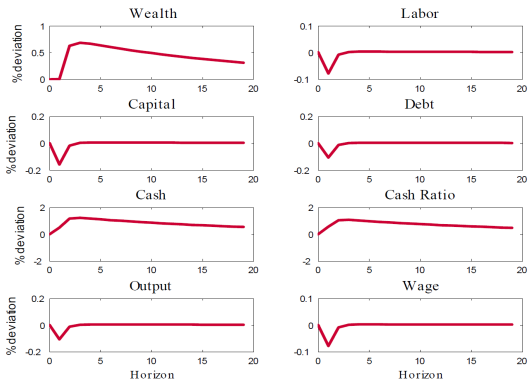 Wealth Labor
1 0.1
0.5 0
0 -0.1
% deviation
0 5 10 15 20 0 5 10 15 20
Capital Debt
0.2 0.2
0 0
-0.2 -0.2
% deviation
0 5 10 15 20 0 5 10 15 20
Cash Cash Ratio
2 2
0 0
-2 -2
% deviation
0 5 10 15 20 0 5 10 15 20
Output Wage
0.2 0.1
0 0
-0.2 -0.1
% deviation
0 5 10 15 20 0 5 10 15 20
Horizon Horizon